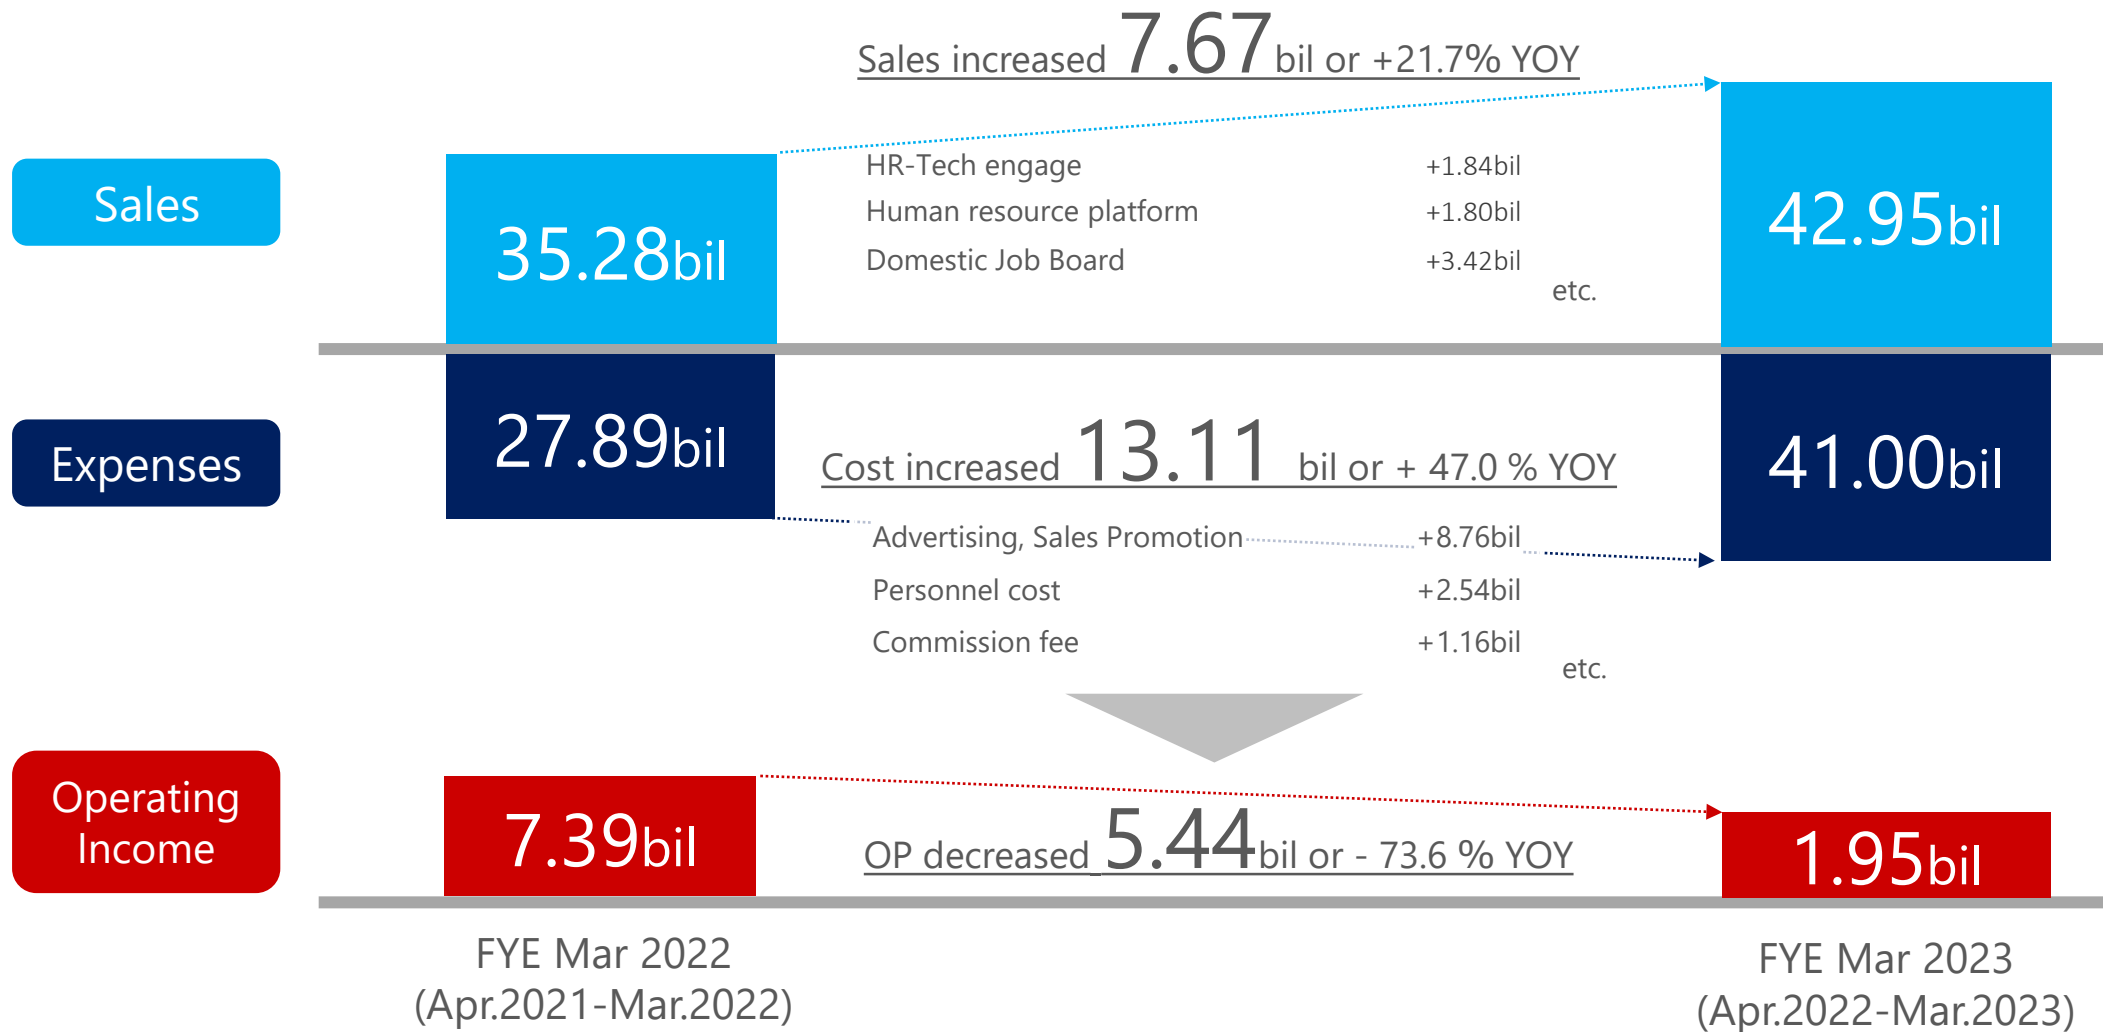 Sales increased 7.67 bil or +21.7% YOY
Sales
35.28bil
HR-Tech engage +1.84bil
Human resource platform +1.80bil
Domestic Job Board +3.42bil
etc.
42.95bil
Expenses
27.89bil
Cost increased 13.11 bil or + 47.0 % YOY
41.00bil
Advertising, Sales Promotion +8.76bil
Personnel cost +2.54bil
Commission fee +1.16bil
etc.
Operating
Income
7.39bil
OP decreased 5.44 bil or - 73.6 % YOY
1.95bil
FYE Mar 2022
(Apr.2021-Mar.2022)
FYE Mar 2023
(Apr.2022-Mar.2023)